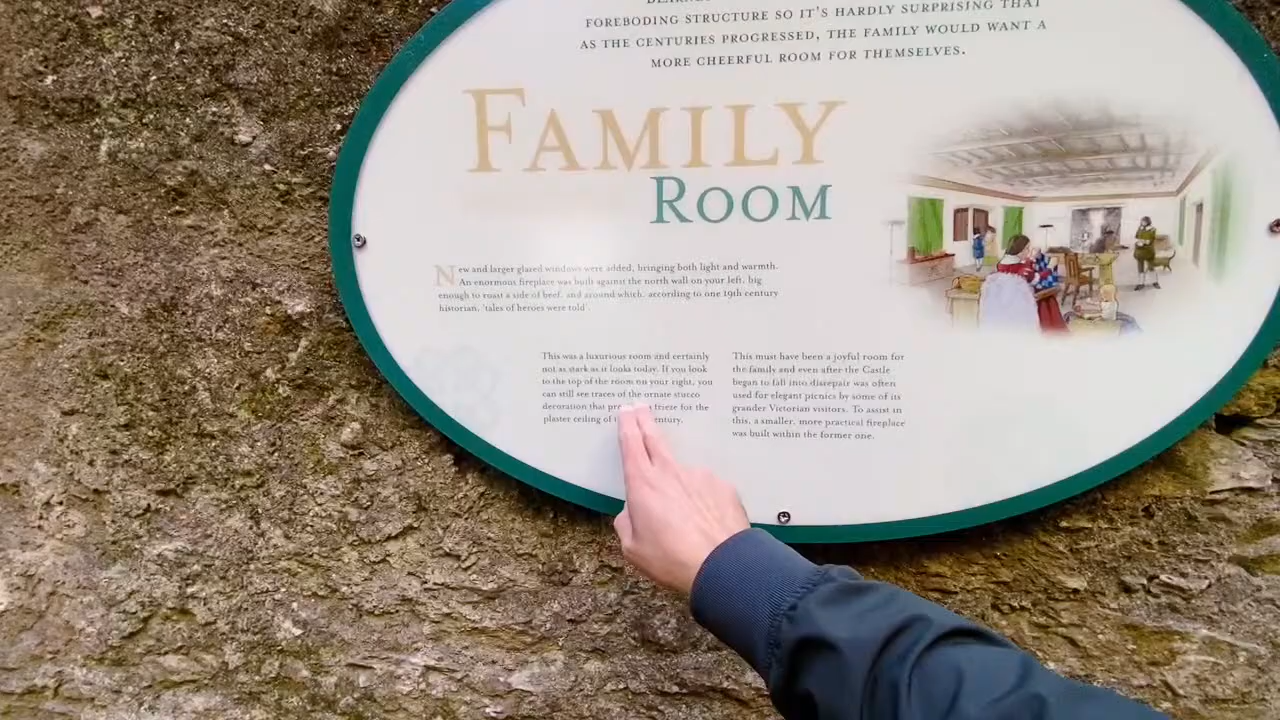 FOREBODING STRUCTURE SO IT'S HARDLY SURPRISING THAT
AS THE CENTURIES PROGRESSED, THE FAMILY WOULD WANT A
MORE CHEERFUL ROOM FOR THEMSELVES.
FAMILY
ROOM
New and larger glazed windows were added, bringing both light and warmth.
An enormous fireplace was built against the north wall on your left, big
enough to roast a side of beef, and around which, according to one 19th century
historian, 'tales of heroes were told'.
This was a luxurious room and certainly
not as stark as it looks today. If you look
to the top of the room on your right, you
can still see traces of the ornate stucco
decoration that frieze for the
plaster ceiling of
This must have been a joyful room for
the family and even after the Castle
began to fall into disrepair was often
used for elegant picnics by some of its
grander Victorian visitors. To assist in
this, a smaller, more practical fireplace
was built within the former one.